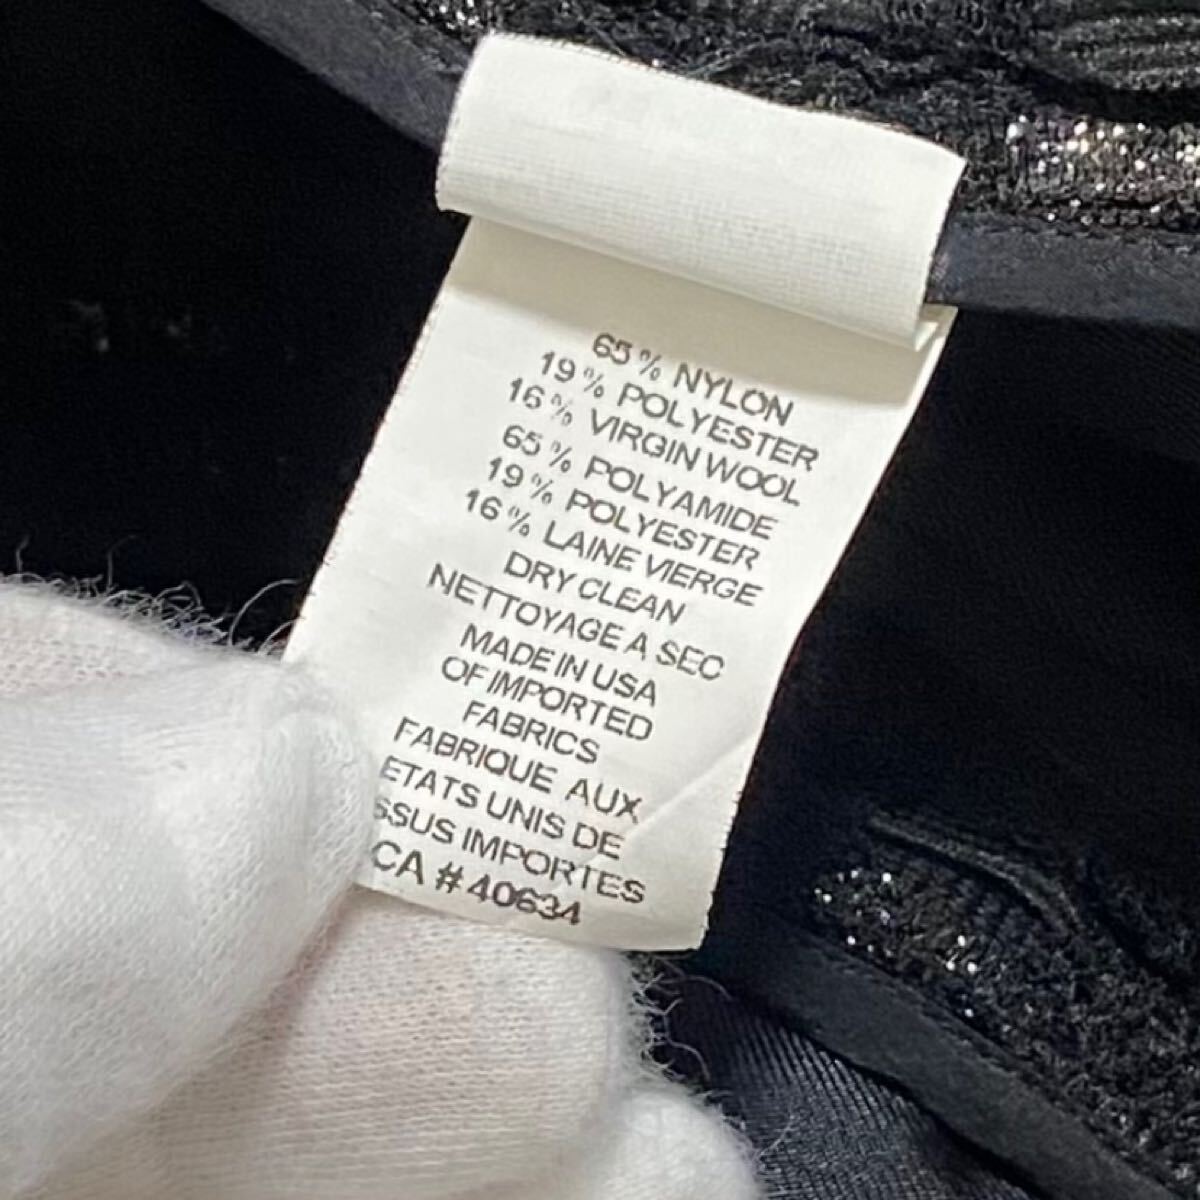 65% NYLON
19% POLYESTER
16% VIRGIN WOOL
65% POLYAMIDE
19% POLYESTER
16% LAINE VIERGE
DRY CLEAN
NETTOYAGE A SEC
MADE IN USA
OF IMPORTED
FABRICS
FABRIQUE AUX
ETATS UNIS DE
SSUS IMPORTES
CA #40634